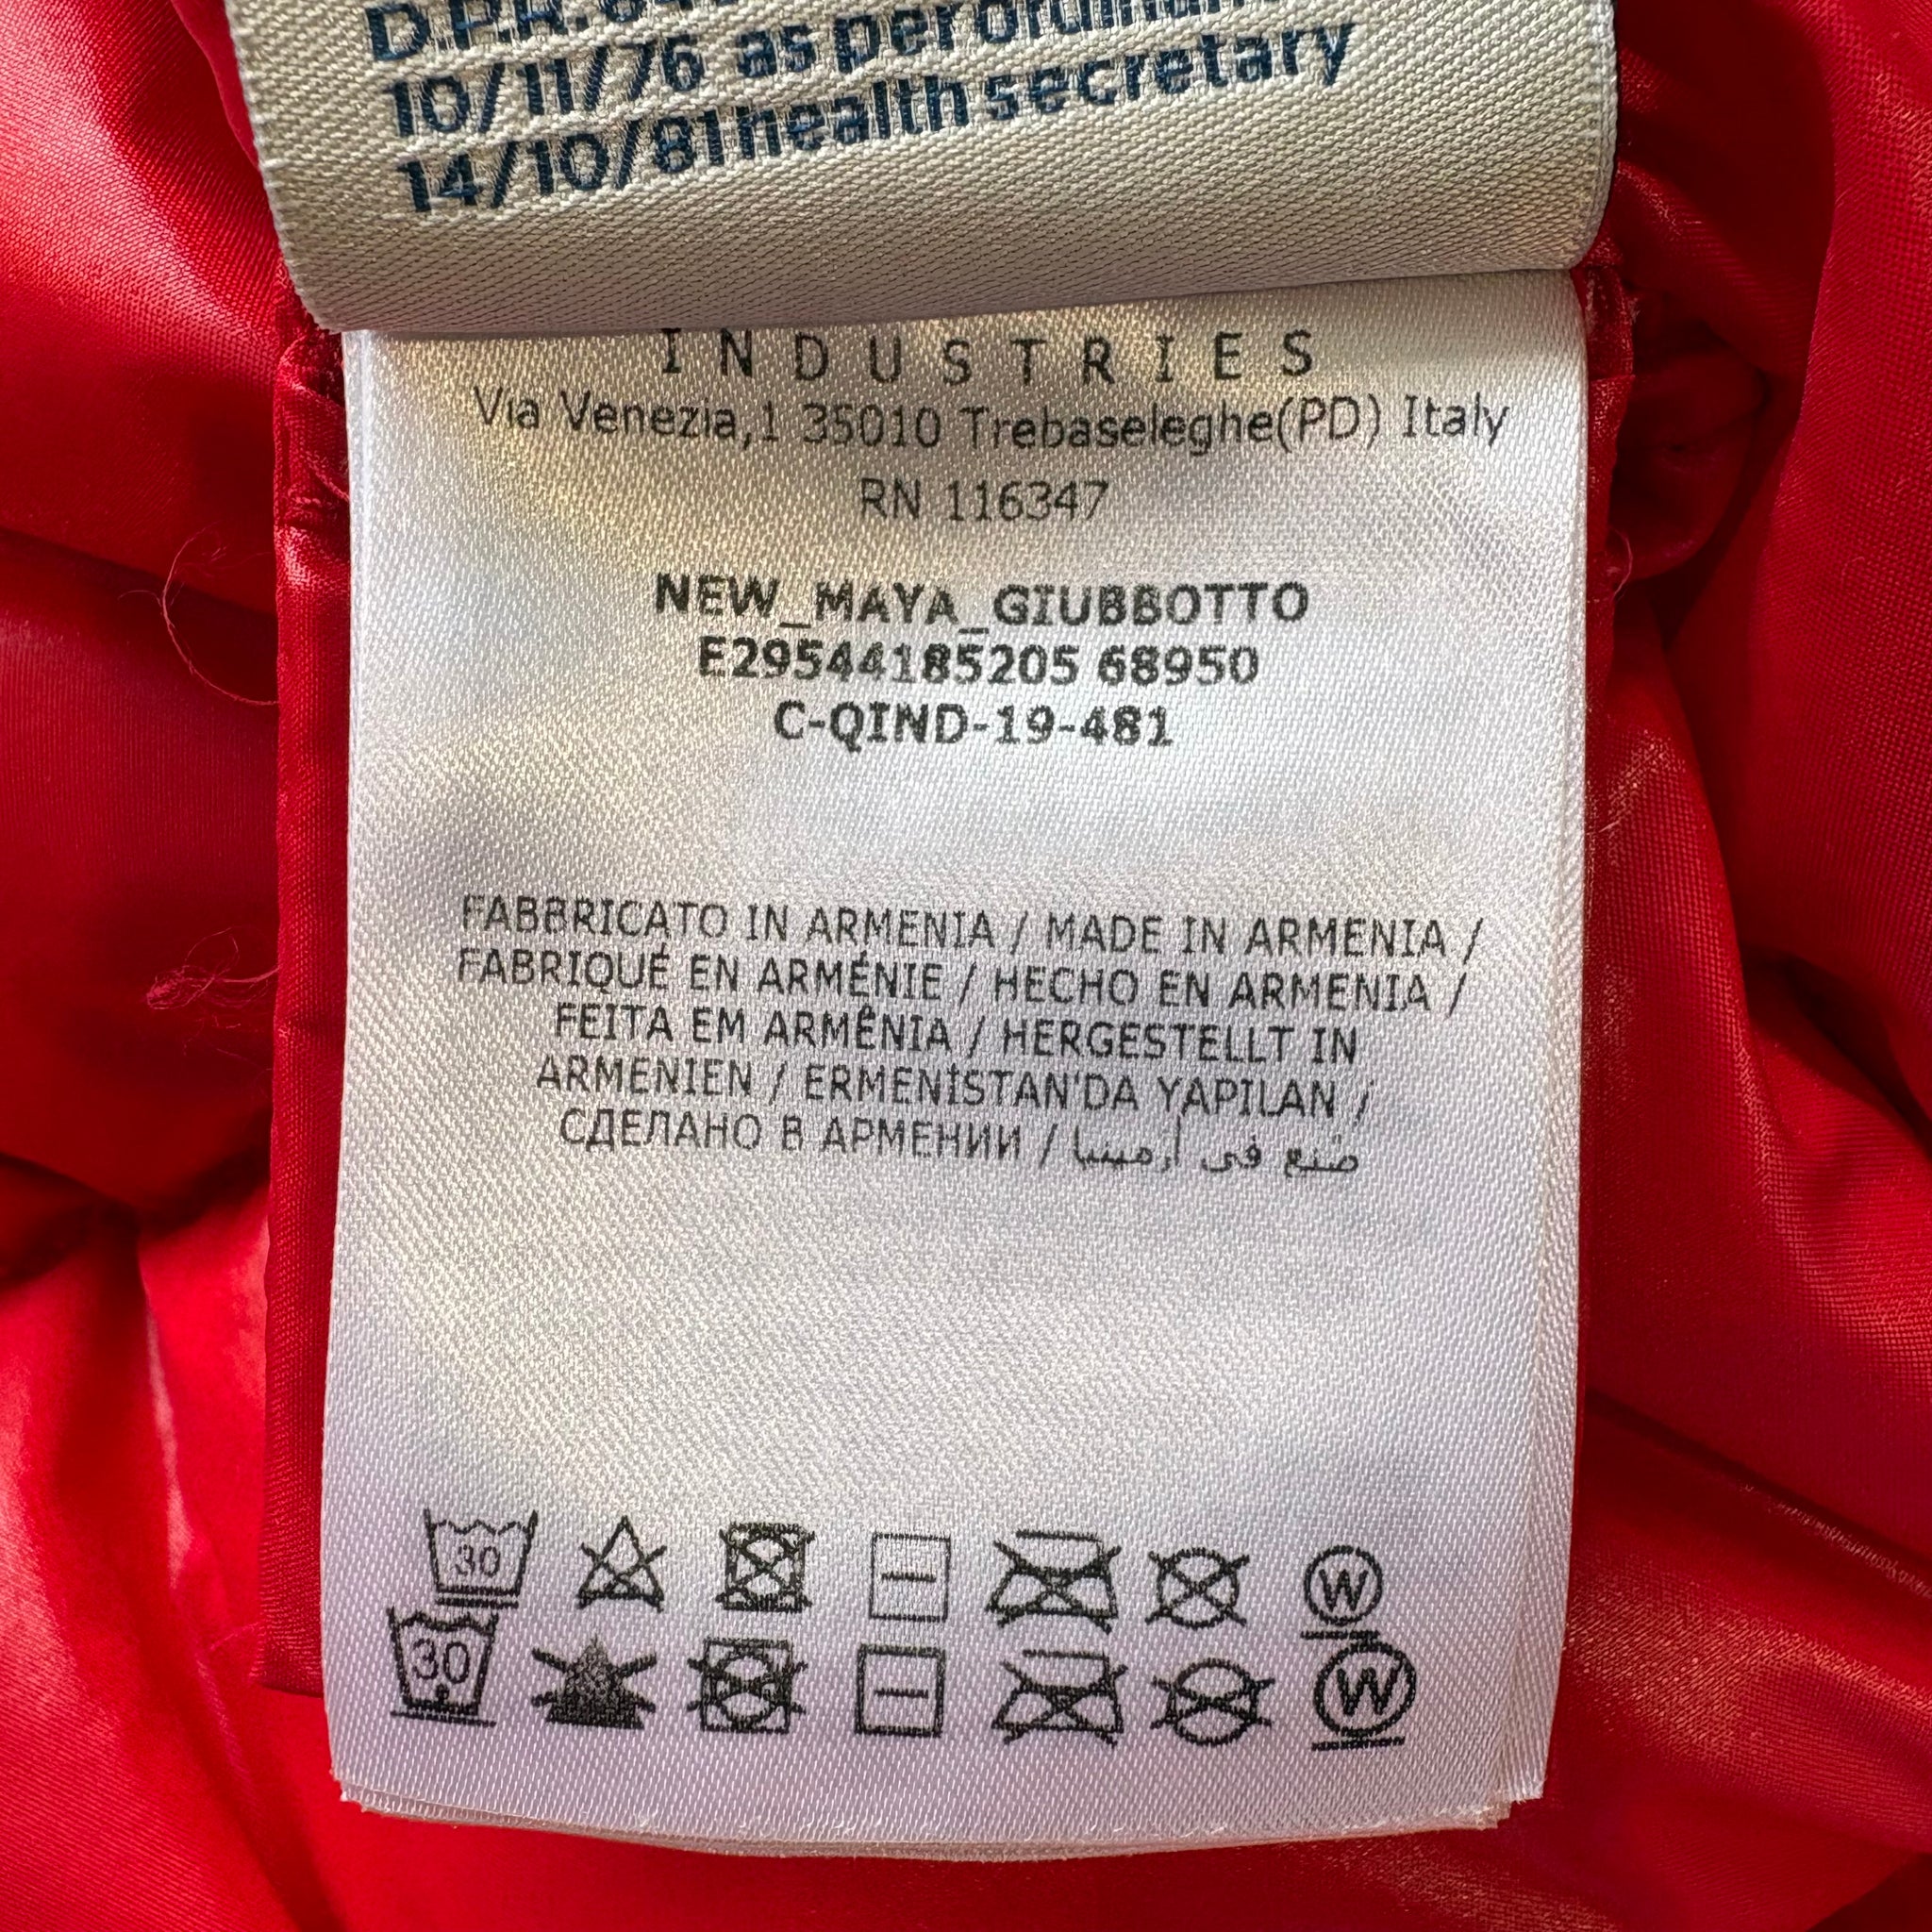 10/11/76 as per
14/10/81 health secretary
INDUSTRIES
Via Venezia,1 35010 Trebaseleghe(PD) Italy
RN 116347
NEW_MAYA_GIUBBOTTO
E29544185205 68950
C-QIND-19-481
FABBRICATO IN ARMENIA / MADE IN ARMENIA /
FABRIQUÉ EN ARMÉNIE / HECHO EN ARMENIA /
FEITA EM ARMÊNIA / HERGESTELLT IN
ARMENIEN / ERMENİSTAN'DA YAPILAN /
СДЕЛАНО В АРМЕНИИ / صنع في أرمينيا
30 W
30 W